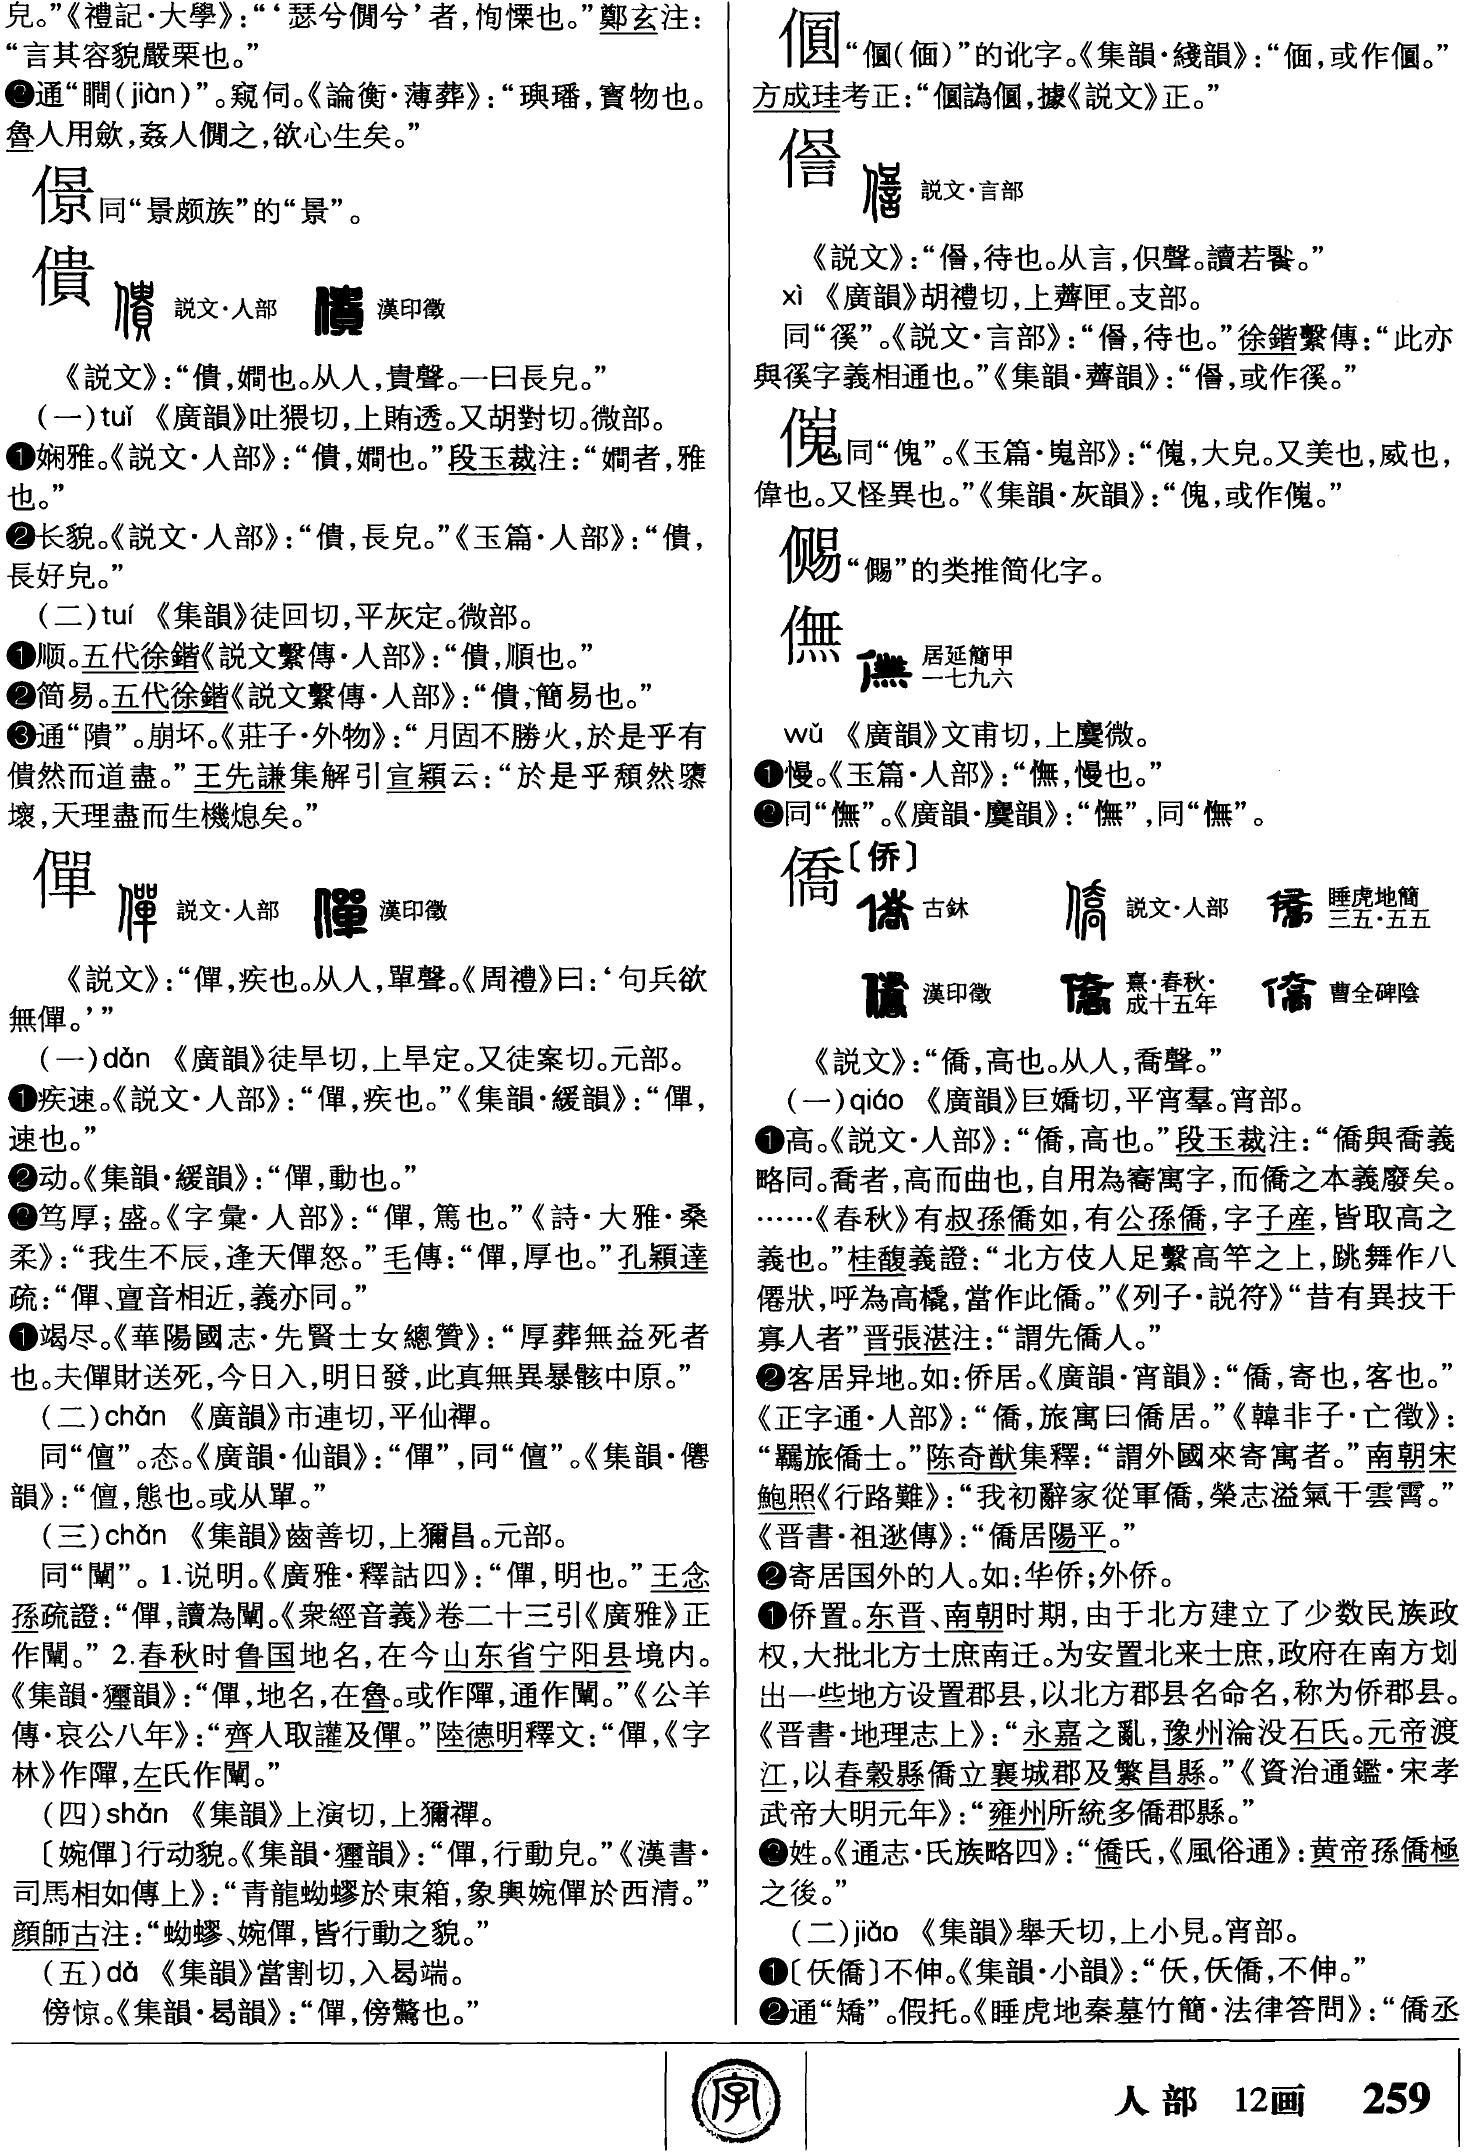 皃。”《禮記·大學》：“‘瑟兮僩兮’者，恂慄也。”鄭玄注：
“言其容貌嚴栗也。”
❷通“瞷(jiàn)”。窥伺。《論衡·薄葬》：“璵璠，寳物也。
魯人用斂，姦人僩之，欲心生矣。”
㬌同“景颇族”的“景”。
僓
説文·人部 漢印徵
《説文》：“僓，嫺也。从人，貴聲。一曰長皃。”
(一)tuǐ 《廣韻》吐猥切，上賄透。又胡對切。微部。
❶娴雅。《説文·人部》：“僓，嫺也。”段玉裁注：“嫺者，雅
也。”
❷长貌。《説文·人部》：“僓，長皃。”《玉篇·人部》：“僓，
長好皃。”
(二)tuí 《集韻》徒回切，平灰定。微部。
❶顺。五代徐鍇《説文繫傳·人部》：“僓，順也。”
❷简易。五代徐鍇《説文繫傳·人部》：“僓，簡易也。”
❸通“隤”。崩坏。《莊子·外物》：“月固不勝火，於是乎有
僓然而道盡。”王先謙集解引宣穎云：“於是乎頹然隳
壞，天理盡而生機熄矣。”
僤
説文·人部 漢印徵
《説文》：“僤，疾也。从人，單聲。《周禮》曰：‘句兵欲
無僤。’”
(一)dǎn 《廣韻》徒旱切，上旱定。又徒案切。元部。
❶疾速。《説文·人部》：“僤，疾也。”《集韻·緩韻》：“僤，
速也。”
❷动。《集韻·緩韻》：“僤，動也。”
❸笃厚；盛。《字彙·人部》：“僤，篤也。”《詩·大雅·桑
柔》：“我生不辰，逢天僤怒。”毛傳：“僤，厚也。”孔穎達
疏：“僤、亶音相近，義亦同。”
❹竭尽。《華陽國志·先賢士女總贊》：“厚葬無益死者
也。夫僤財送死，今日入，明日發，此真無異暴骸中原。”
(二)chǎn 《廣韻》市連切，平仙禪。
同“儃”。态。《廣韻·仙韻》：“僤”，同“儃”。《集韻·僊
韻》：“儃，態也。或从單。”
(三)chǎn 《集韻》齒善切，上獮昌。元部。
同“闡”。1.说明。《廣雅·釋詁四》：“僤，明也。”王念
孫疏證：“僤，讀為闡。《衆經音義》卷二十三引《廣雅》正
作闡。”2.春秋时鲁国地名，在今山东省宁阳县境内。
《集韻·獮韻》：“僤，地名，在魯。或作㫜，通作闡。”《公羊
傳·哀公八年》：“齊人取讙及僤。”陸德明釋文：“僤，《字
林》作㫜，左氏作闡。”
(四)shǎn 《集韻》上演切，上獮禪。
〔婉僤〕行动貌。《集韻·獮韻》：“僤，行動皃。”《漢書·
司馬相如傳上》：“青龍蚴蟉於東箱，象輿婉僤於西清。”
顔師古注：“蚴蟉、婉僤，皆行動之貌。”
(五)dǎ 《集韻》當割切，入曷端。
傍惊。《集韻·曷韻》：“僤，傍驚也。”
“偭”的讹字。《集韻·綫韻》：“偭，或作。”
方成珪考正：“譌，據《説文》正。”
説文·言部
《説文》：“，待也。从言，伿聲。讀若餥。”
xì 《廣韻》胡禮切，上薺匣。支部。
同“徯”。《説文·言部》：“，待也。”徐鍇繫傳：“此亦
與徯字義相通也。”《集韻·薺韻》：“，或作徯。”
同“傀”。《玉篇·嵬部》：“，大皃。又美也，威也，
偉也。又怪異也。”《集韻·灰韻》：“傀，或作。”
“”的类推简化字。
儛
居延簡甲
一七九六
wǔ 《廣韻》文甫切，上麌微。
❶慢。《玉篇·人部》：“，慢也。”
❷同“憮”。《廣韻·麌韻》：“”，同“憮”。
僑〔侨〕
古鉥 説文·人部 睡虎地簡
三五·五五
漢印徵 熹·春秋·
成十五年 曹全碑陰
《説文》：“僑，高也。从人，喬聲。”
(一)qiáo 《廣韻》巨嬌切，平宵羣。宵部。
❶高。《説文·人部》：“僑，高也。”段玉裁注：“僑與喬義
略同。喬者，高而曲也，自用為㝯寓字，而僑之本義廢矣。
……《春秋》有叔孫僑如，有公孫僑，字子産，皆取高之
義也。”桂馥義證：“北方伎人足繫高竿之上，跳舞作八
僊狀，呼為高橇，當作此僑。”《列子·説符》“昔有異技干
寡人者”晋張湛注：“謂先僑人。”
❷客居异地。如：侨居。《廣韻·宵韻》：“僑，寄也，客也。”
《正字通·人部》：“僑，旅寓曰僑居。”《韓非子·亡徵》：
“羈旅僑士。”陈奇猷集釋：“謂外國來寄寓者。”南朝宋
鮑照《行路難》：“我初辭家從軍僑，榮志溢氣干雲霄。”
《晋書·祖逖傳》：“僑居陽平。”
❸寄居国外的人。如：华侨；外侨。
❹侨置。东晋、南朝时期，由于北方建立了少数民族政
权，大批北方士庶南迁。为安置北来士庶，政府在南方划
出一些地方设置郡县，以北方郡县名命名，称为侨郡县。
《晋書·地理志上》：“永嘉之亂，豫州淪没石氏。元帝渡
江，以春穀縣僑立襄城郡及繁昌縣。”《資治通鑑·宋孝
武帝大明元年》：“雍州所統多僑郡縣。”
❺姓。《通志·氏族略四》：“僑氏，《風俗通》：黄帝孫僑極
之後。”
(二)jiǎo 《集韻》舉夭切，上小見。宵部。
❶〔仸僑〕不伸。《集韻·小韻》：“仸，仸僑，不伸。”
❷通“矯”。假托。《睡虎地秦墓竹簡·法律答問》：“僑丞
字
人部 12画 259